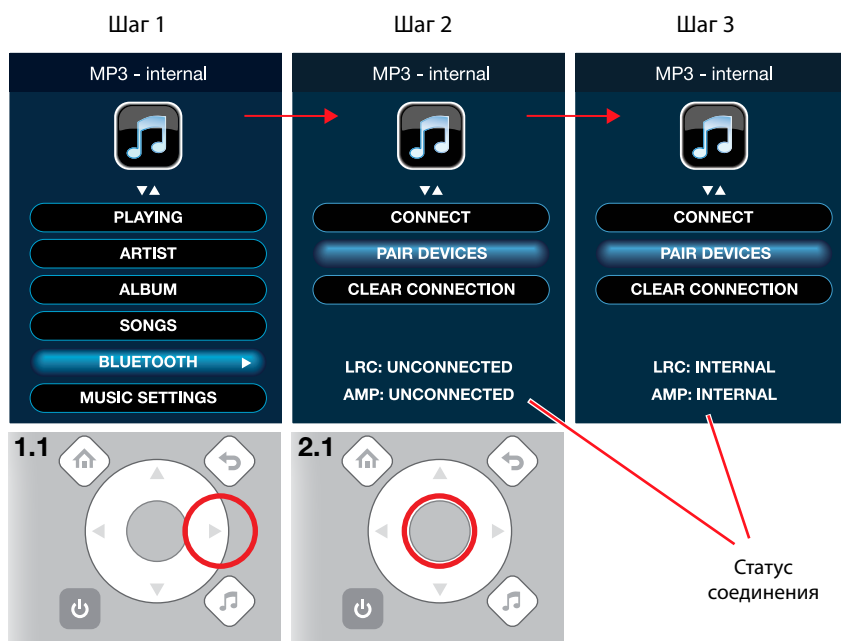 Шаг 1
Шаг 2
Шаг 3
MP3 - internal
PLAYING
ARTIST
ALBUM
SONGS
BLUETOOTH
MUSIC SETTINGS
MP3 - internal
CONNECT
PAIR DEVICES
CLEAR CONNECTION
LRC: UNCONNECTED
AMP: UNCONNECTED
MP3 - internal
CONNECT
PAIR DEVICES
CLEAR CONNECTION
LRC: INTERNAL
AMP: INTERNAL
1.1
2.1
Статус
соединения